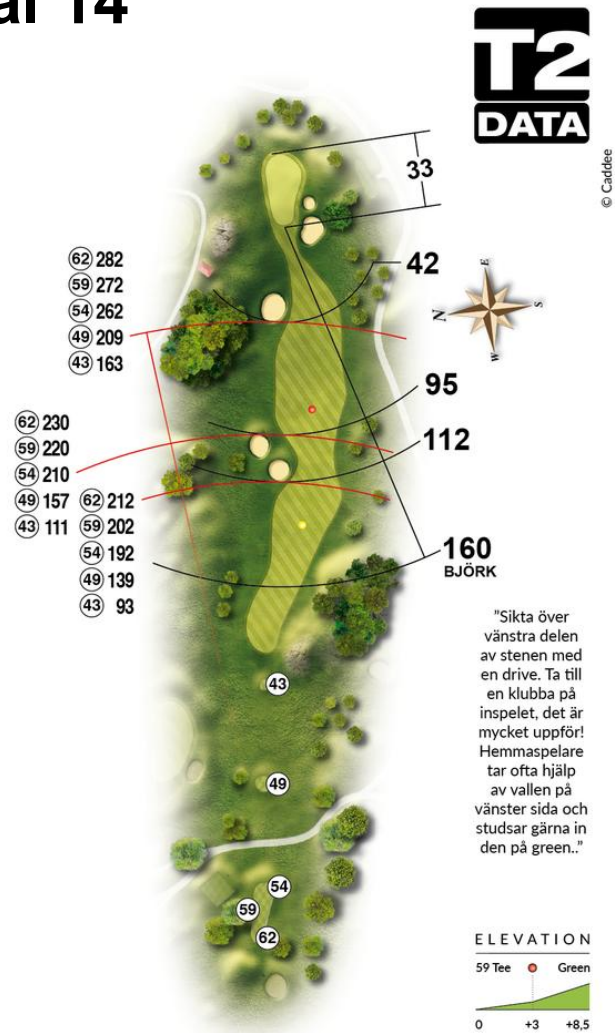 14
T2
DATA
© Caddee
33
62 282
59 272
54 262
49 209
43 163
42
E
N
S
W
95
62 230
59 220
54 210
49 157
43 111
112
62 212
59 202
54 192
49 139
43 93
160
BJÖRK
"Sikta över
vänstra delen
av stenen med
en drive. Ta till
en klubba på
inspelet, det är
mycket uppför!
Hemmaspelare
tar ofta hjälp
av vallen på
vänster sida och
studsar gärna in
den på green.."
43
49
54
59
62
ELEVATION
59 Tee Green
0 +3 +8,5